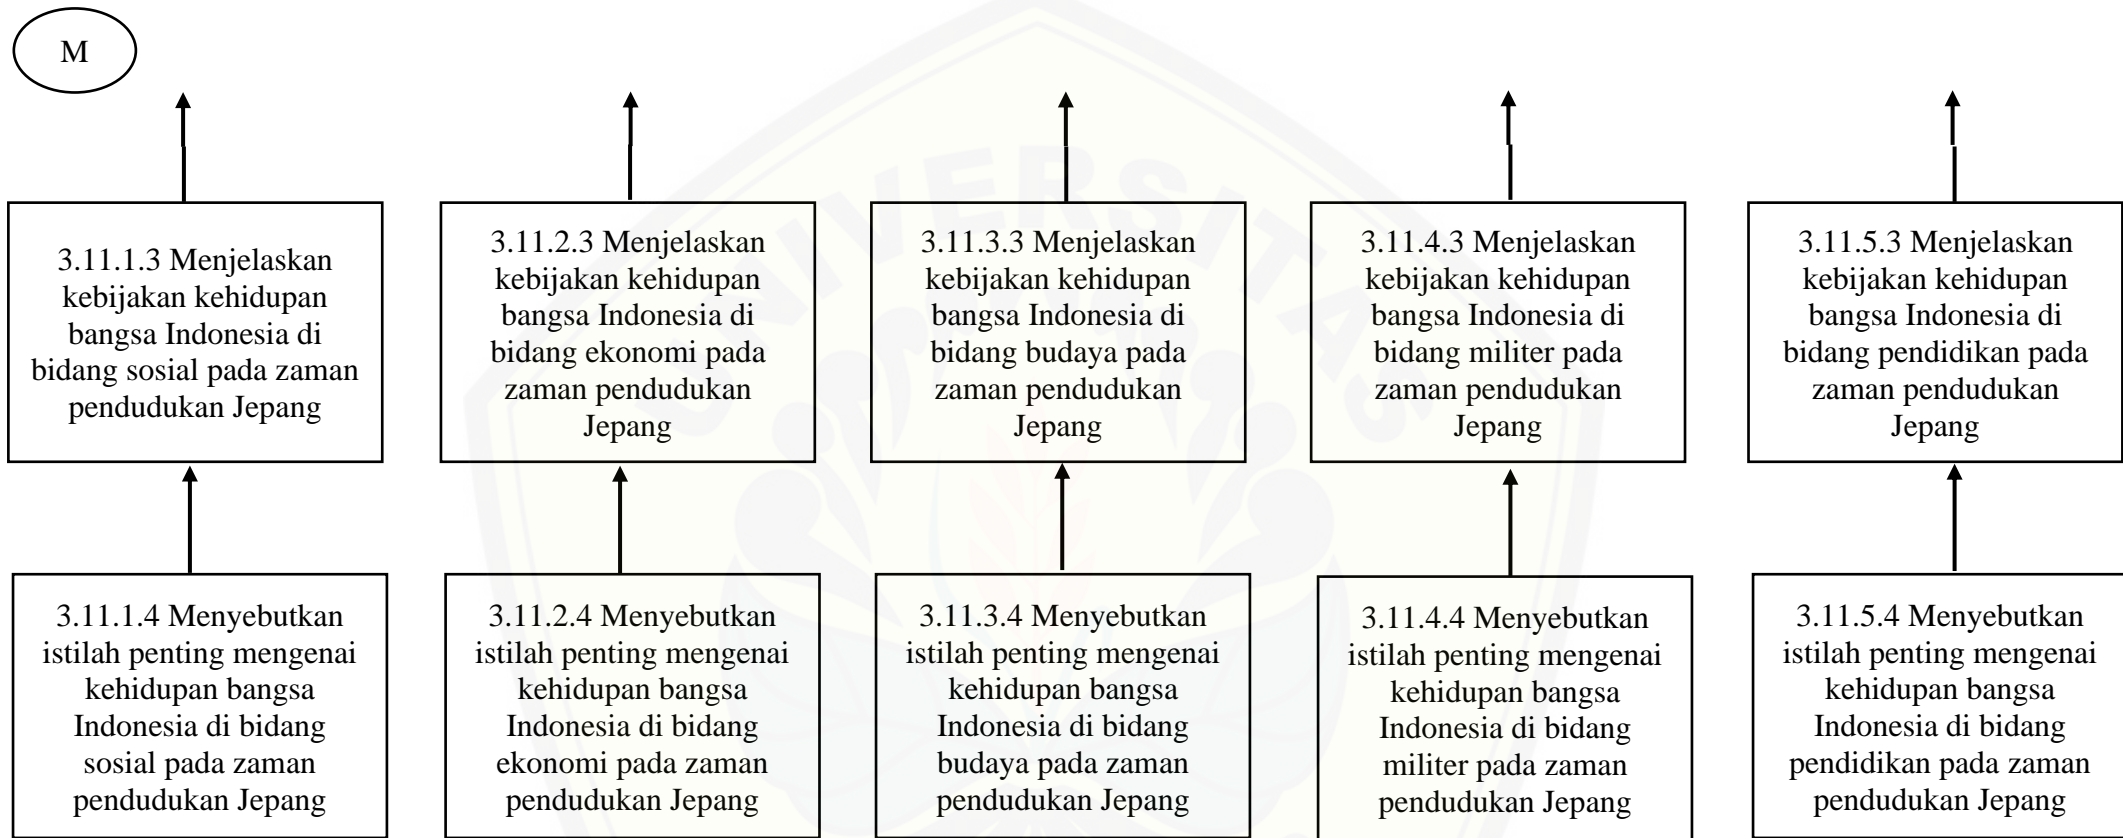 M
3.11.1.3 Menjelaskan
kebijakan kehidupan
bangsa Indonesia di
bidang sosial pada zaman
pendudukan Jepang
3.11.2.3 Menjelaskan
kebijakan kehidupan
bangsa Indonesia di
bidang ekonomi pada
zaman pendudukan
Jepang
3.11.3.3 Menjelaskan
kebijakan kehidupan
bangsa Indonesia di
bidang budaya pada
zaman pendudukan
Jepang
3.11.4.3 Menjelaskan
kebijakan kehidupan
bangsa Indonesia di
bidang militer pada
zaman pendudukan
Jepang
3.11.5.3 Menjelaskan
kebijakan kehidupan
bangsa Indonesia di
bidang pendidikan pada
zaman pendudukan
Jepang
3.11.1.4 Menyebutkan
istilah penting mengenai
kehidupan bangsa
Indonesia di bidang
sosial pada zaman
pendudukan Jepang
3.11.2.4 Menyebutkan
istilah penting mengenai
kehidupan bangsa
Indonesia di bidang
ekonomi pada zaman
pendudukan Jepang
3.11.3.4 Menyebutkan
istilah penting mengenai
kehidupan bangsa
Indonesia di bidang
budaya pada zaman
pendudukan Jepang
3.11.4.4 Menyebutkan
istilah penting mengenai
kehidupan bangsa
Indonesia di bidang
militer pada zaman
pendudukan Jepang
3.11.5.4 Menyebutkan
istilah penting mengenai
kehidupan bangsa
Indonesia di bidang
pendidikan pada zaman
pendudukan Jepang
UNIVERSITAS